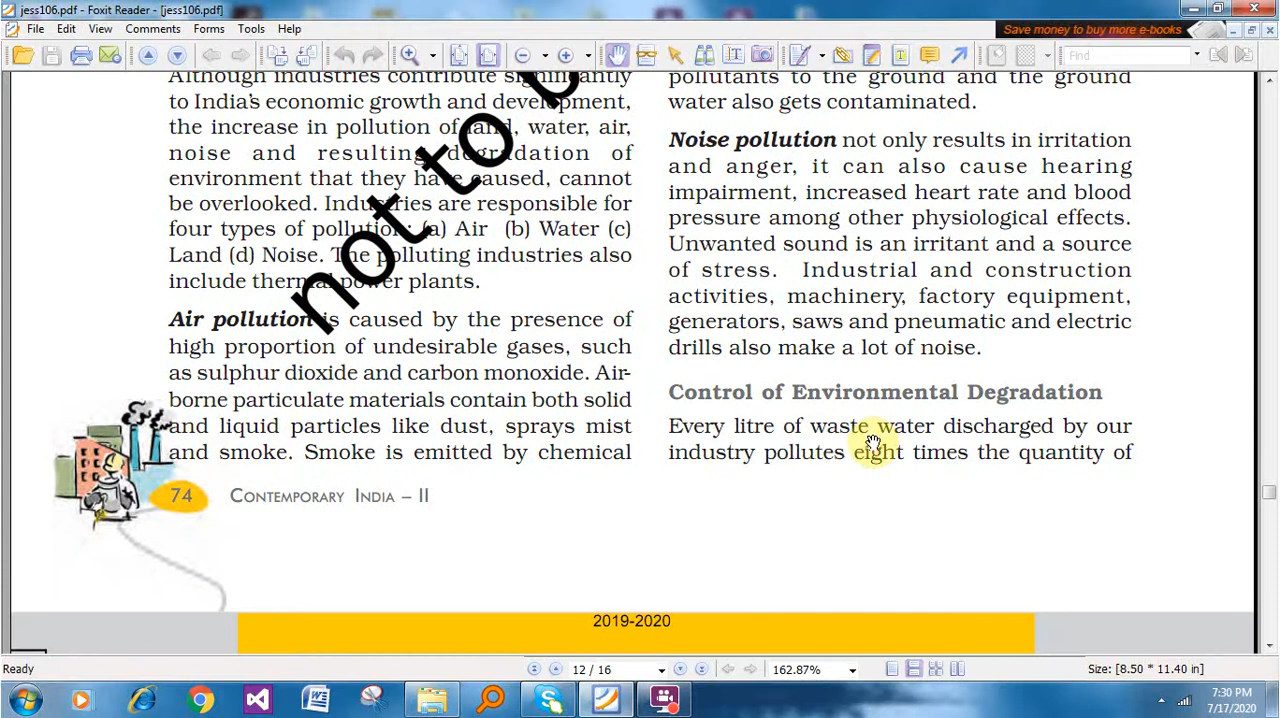 jess106.pdf - Foxit Reader - [jess106.pdf]
File Edit View Comments Forms Tools Help
Save money to buy more e-books
Find
Although industries contribute significantly
to India's economic growth and development,
the increase in pollution of land, water, air,
noise and resulting degradation of
environment that they have caused, cannot
be overlooked. Industries are responsible for
four types of pollution: (a) Air (b) Water (c)
Land (d) Noise. The polluting industries also
include thermal power plants.
Air pollution is caused by the presence of
high proportion of undesirable gases, such
as sulphur dioxide and carbon monoxide. Air-
borne particulate materials contain both solid
and liquid particles like dust, sprays mist
and smoke. Smoke is emitted by chemical
not to b
74 CONTEMPORARY INDIA – II
pollutants to the ground and the ground
water also gets contaminated.
Noise pollution not only results in irritation
and anger, it can also cause hearing
impairment, increased heart rate and blood
pressure among other physiological effects.
Unwanted sound is an irritant and a source
of stress. Industrial and construction
activities, machinery, factory equipment,
generators, saws and pneumatic and electric
drills also make a lot of noise.
Control of Environmental Degradation
Every litre of waste water discharged by our
industry pollutes eight times the quantity of
2019-2020
Ready
12 / 16
162.87%
Size: [8.50 * 11.40 in]
7:30 PM
7/17/2020